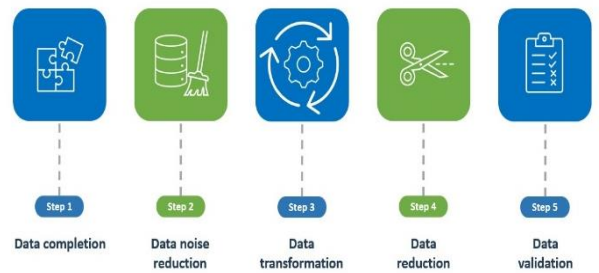 Step 1
Step 2
Step 3
Step 4
Step 5
Data completion
Data noise
reduction
Data
transformation
Data
reduction
Data
validation